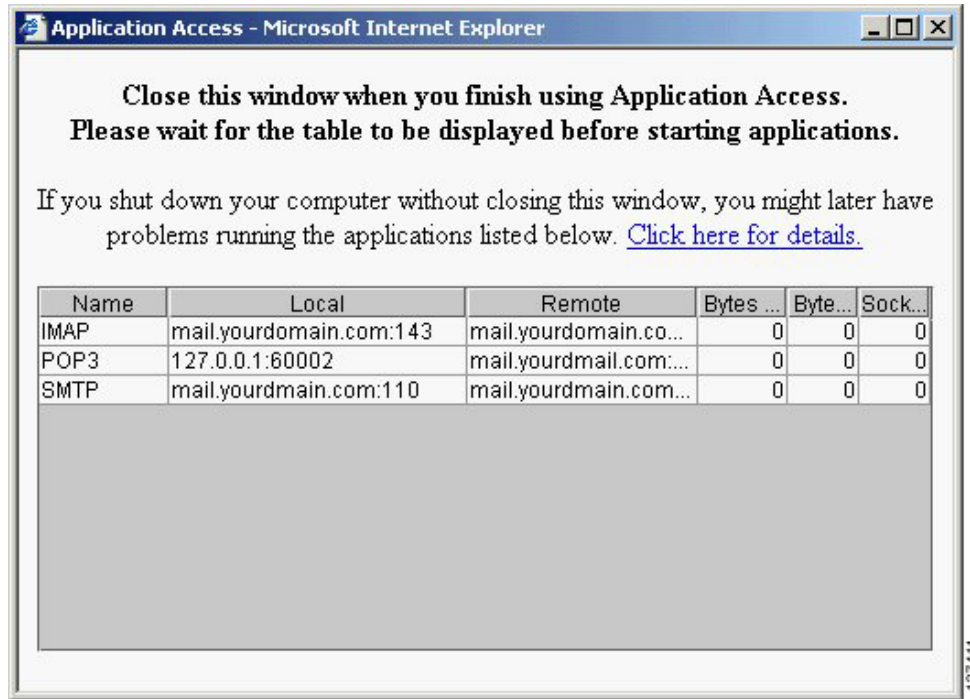 Application Access - Microsoft Internet Explorer
Close this window when you finish using Application Access.
Please wait for the table to be displayed before starting applications.
If you shut down your computer without closing this window, you might later have
problems running the applications listed below. Click here for details.
Name Local Remote Bytes ... Byte... Sock...
IMAP mail.yourdomain.com:143 mail.yourdomain.co... 0 0 0
POP3 127.0.0.1:60002 mail.yourdmail.com:... 0 0 0
SMTP mail.yourdmain.com:110 mail.yourdmain.com... 0 0 0